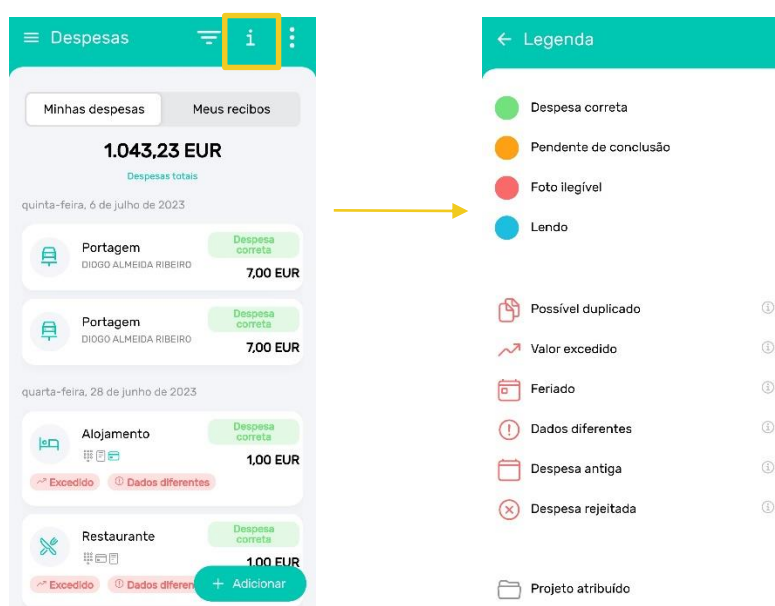 Despesas
i
Minhas despesas Meus recibos
1.043,23 EUR
Despesas totais
quinta-feira, 6 de julho de 2023
Portagem
DIOGO ALMEIDA RIBEIRO
Despesa
correta
7,00 EUR
Portagem
DIOGO ALMEIDA RIBEIRO
Despesa
correta
7,00 EUR
quarta-feira, 28 de junho de 2023
Alojamento
Despesa
correta
1,00 EUR
Excedido Dados diferentes
Restaurante
Despesa
correta
1,00 EUR
Excedido Dados diferen
+ Adicionar
Legenda
Despesa correta
Pendente de conclusão
Foto ilegível
Lendo
Possível duplicado
Valor excedido
Feriado
Dados diferentes
Despesa antiga
Despesa rejeitada
Projeto atribuído